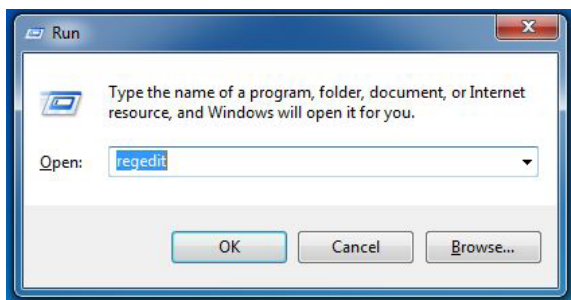 Run
Type the name of a program, folder, document, or Internet
resource, and Windows will open it for you.
Open: regedit
OK Cancel Browse...